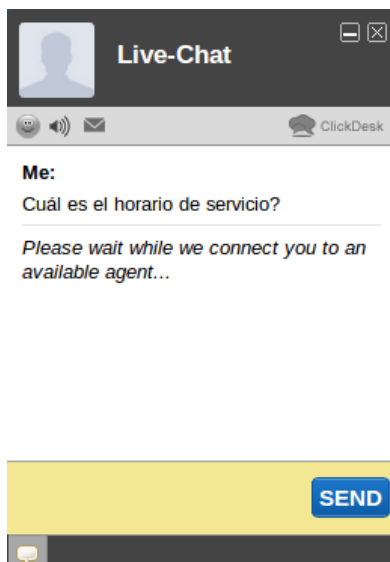 Live-Chat
ClickDesk
Me:
Cuál es el horario de servicio?
Please wait while we connect you to an
available agent...
SEND